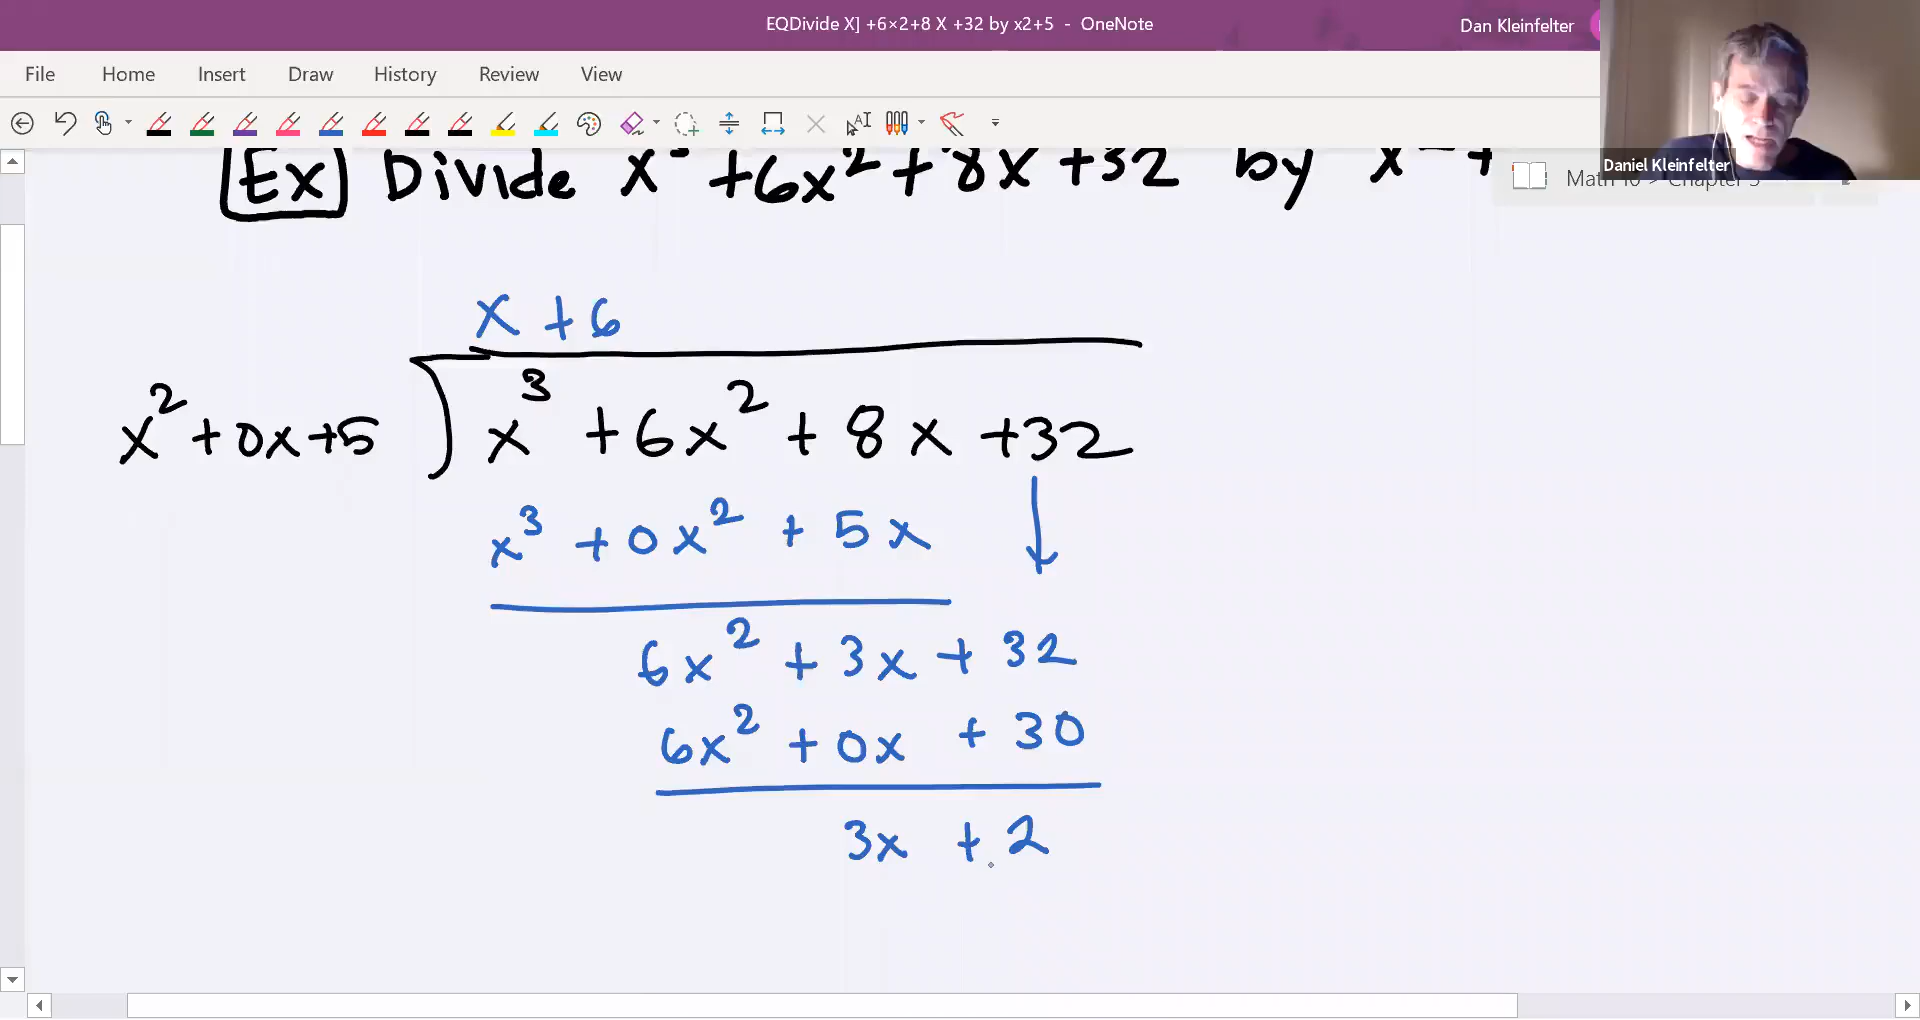 EQDivide X] +6×2+8 X +32 by x2+5 - OneNote
Dan Kleinfelter
File Home Insert Draw History Review View
Daniel Kleinfelter
Ex Divide x³ +6x² + 8x +32 by x² +
x + 6
x² + 0x + 5 x³ + 6x² + 8x + 32
x³ + 0x² + 5x
6x² + 3x + 32
6x² + 0x + 30
3x + 2